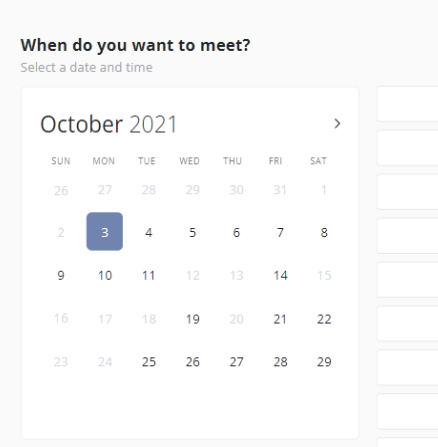 When do you want to meet?
Select a date and time
October 2021 >
SUN MON TUE WED THU FRI SAT
26 27 28 29 30 31 1
2 3 4 5 6 7 8
9 10 11 12 13 14 15
16 17 18 19 20 21 22
23 24 25 26 27 28 29